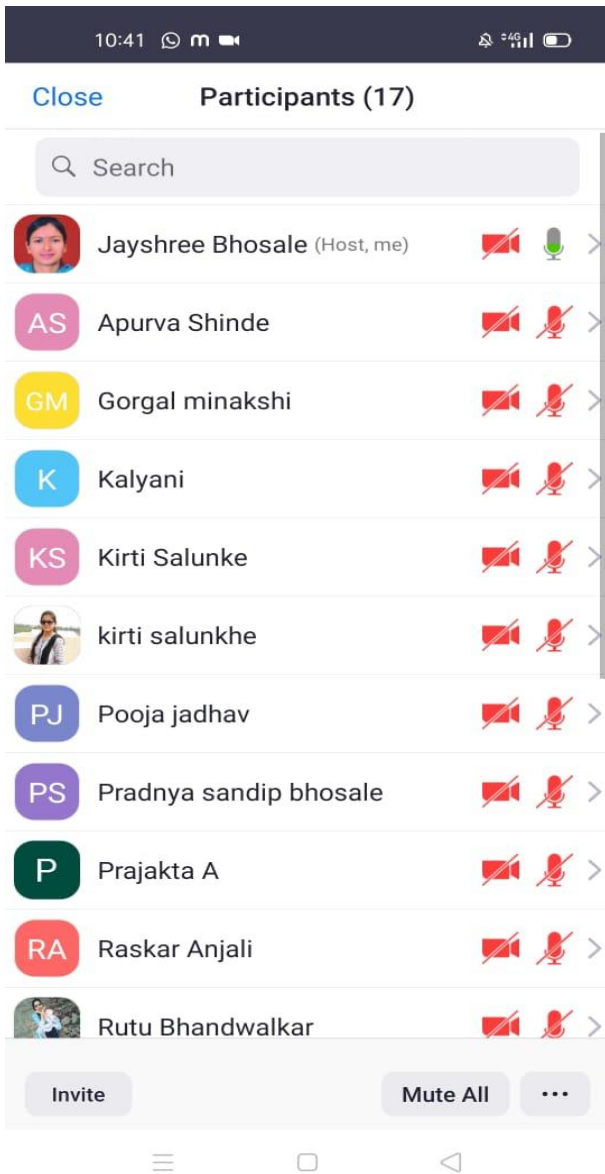 10:41 m 4G
Close Participants (17)
Search
Jayshree Bhosale (Host, me)
AS Apurva Shinde
GM Gorgal minakshi
K Kalyani
KS Kirti Salunke
kirti salunkhe
PJ Pooja jadhav
PS Pradnya sandip bhosale
P Prajakta A
RA Raskar Anjali
Rutu Bhandwalkar
Invite Mute All ...